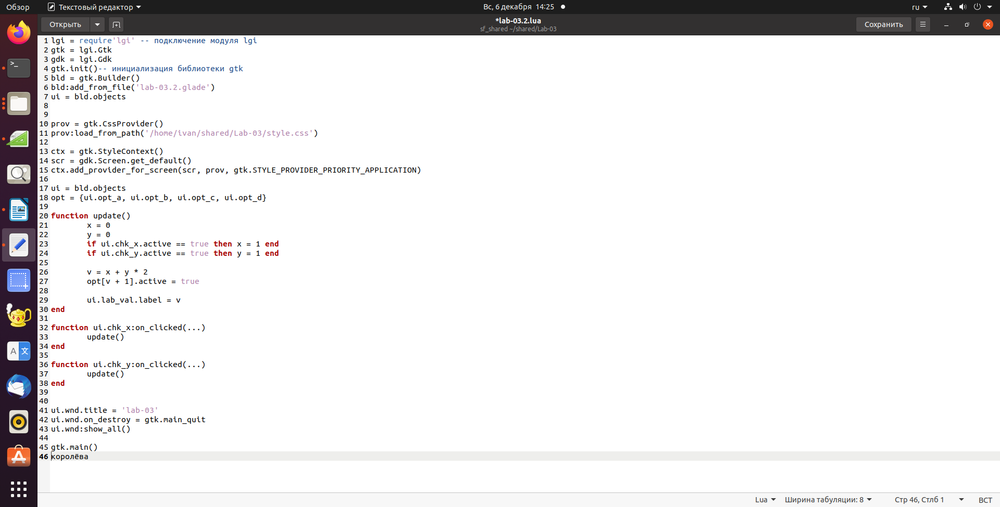 Обзор Текстовый редактор Вс, 6 декабря 14:25 ru
Открыть *lab-03.2.lua Сохранить
sf_shared ~/shared/Lab-03
1 lgi = require'lgi' -- подключение модуля lgi
2 gtk = lgi.Gtk
3 gdk = lgi.Gdk
4 gtk.init()-- инициализация библиотеки gtk
5 bld = gtk.Builder()
6 bld:add_from_file('lab-03.2.glade')
7 ui = bld.objects
8
9
10 prov = gtk.CssProvider()
11 prov:load_from_path('/home/ivan/shared/Lab-03/style.css')
12
13 ctx = gtk.StyleContext()
14 scr = gdk.Screen.get_default()
15 ctx.add_provider_for_screen(scr, prov, gtk.STYLE_PROVIDER_PRIORITY_APPLICATION)
16
17 ui = bld.objects
18 opt = {ui.opt_a, ui.opt_b, ui.opt_c, ui.opt_d}
19
20 function update()
21 x = 0
22 y = 0
23 if ui.chk_x.active == true then x = 1 end
24 if ui.chk_y.active == true then y = 1 end
25
26 v = x + y * 2
27 opt[v + 1].active = true
28
29 ui.lab_val.label = v
30 end
31
32 function ui.chk_x:on_clicked(...)
33 update()
34 end
35
36 function ui.chk_y:on_clicked(...)
37 update()
38 end
39
40
41 ui.wnd.title = 'lab-03'
42 ui.wnd.on_destroy = gtk.main_quit
43 ui.wnd:show_all()
44
45 gtk.main()
46 королёва
Lua Ширина табуляции: 8 Стр 46, Стлб 1 ВСТ